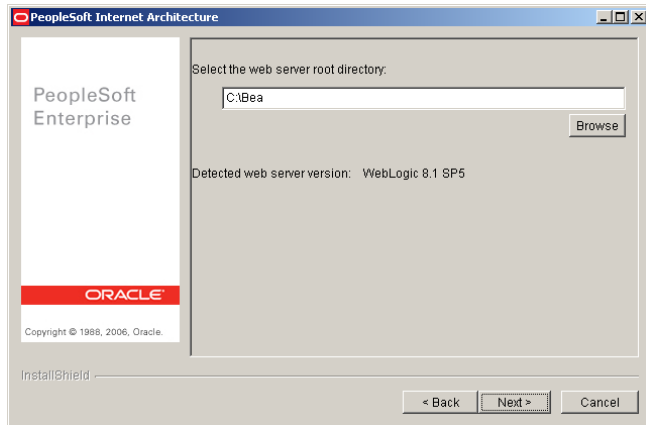 PeopleSoft Internet Architecture
PeopleSoft
Enterprise
Select the web server root directory:
C:\Bea
Browse
Detected web server version: WebLogic 8.1 SP5
ORACLE
Copyright © 1988, 2006, Oracle.
InstallShield
< Back Next > Cancel